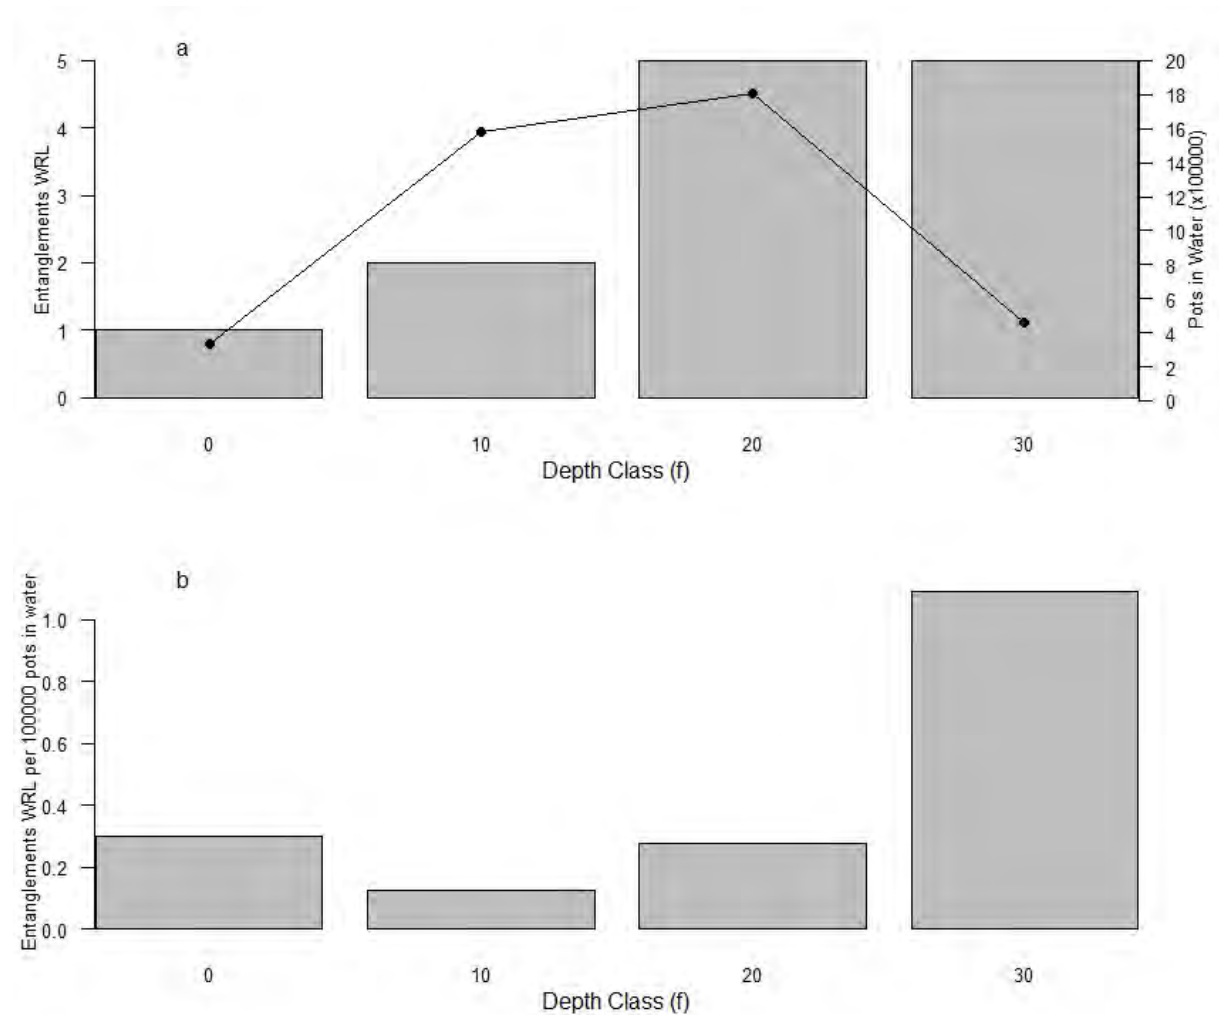 a
Entanglements WRL
5
4
3
2
1
0
Pots in Water (x100000)
20
18
16
14
12
10
8
6
4
2
0
0 10 20 30
Depth Class (f)
b
Entanglements WRL per 100000 pots in water
1.0
0.8
0.6
0.4
0.2
0.0
0 10 20 30
Depth Class (f)